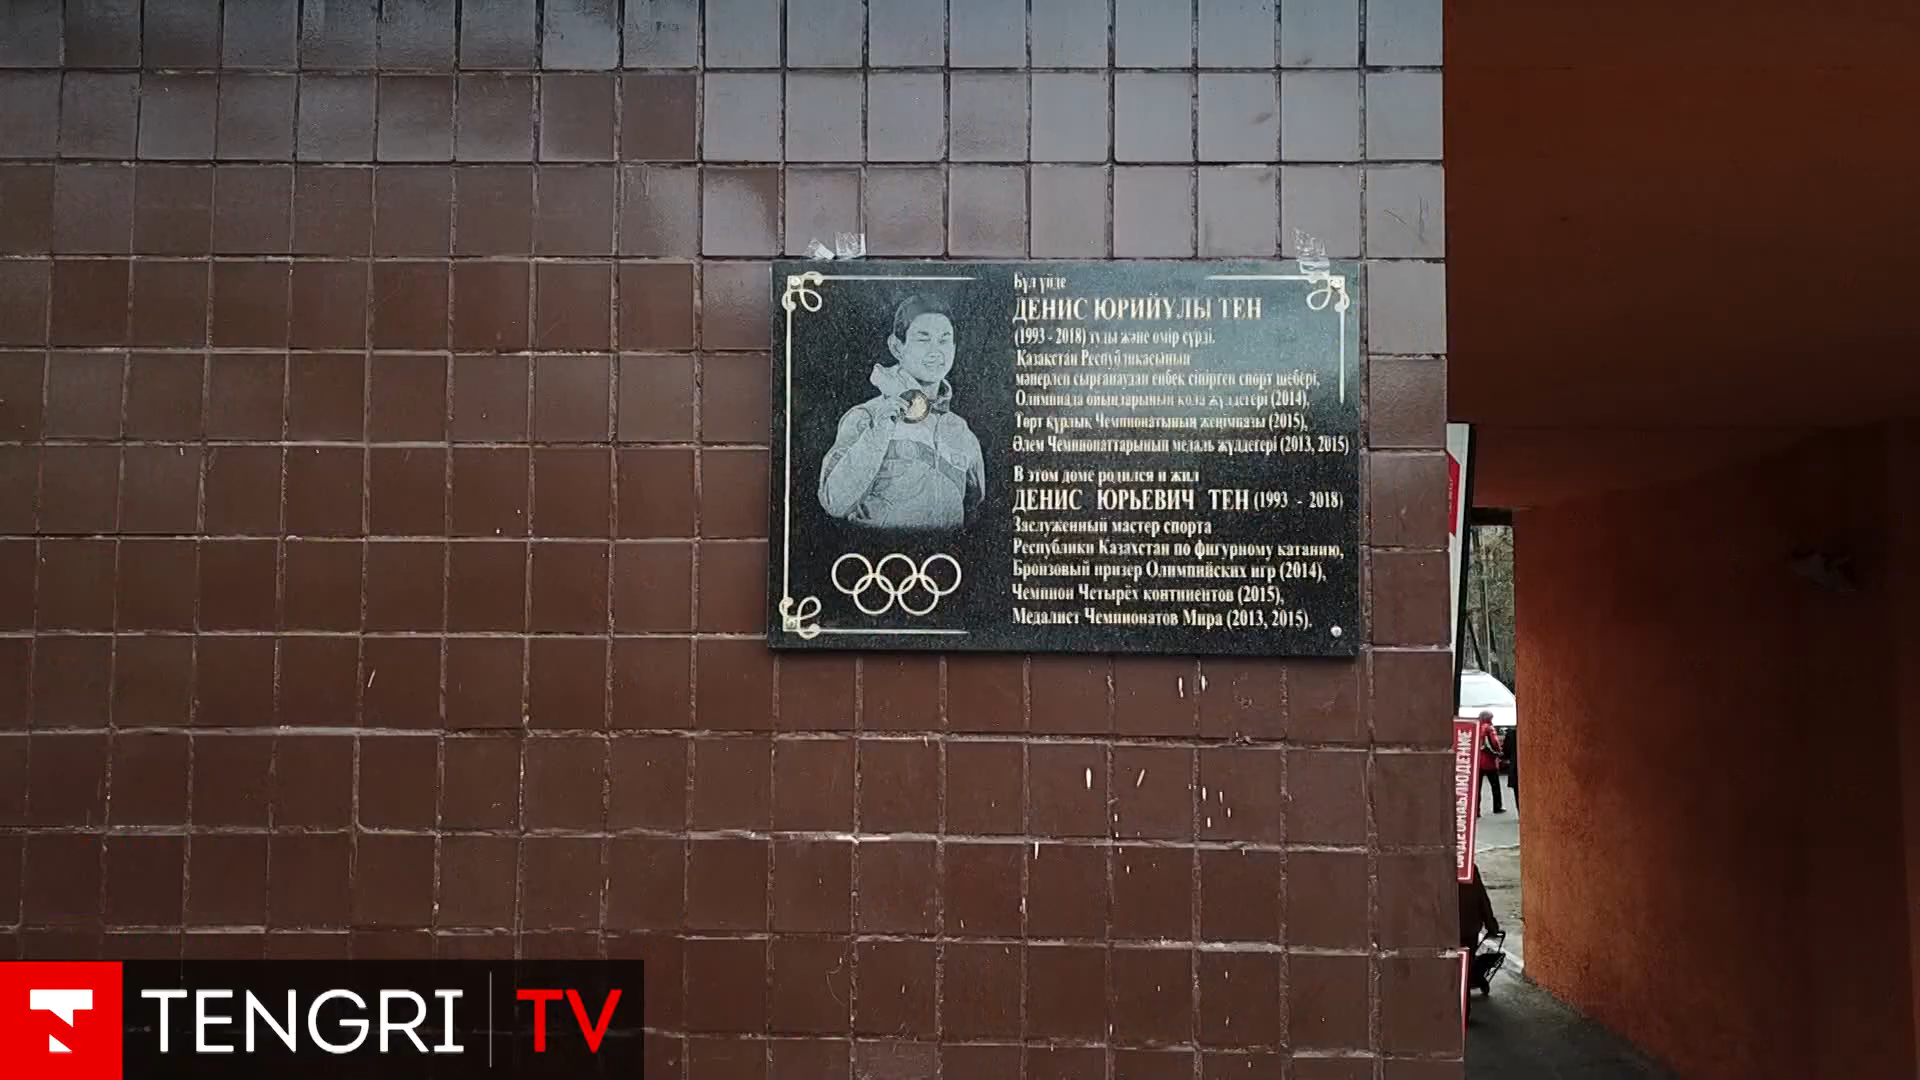 Бұл үйде
ДЕНИС ЮРИЙҰЛЫ ТЕН
(1993 - 2018) туды және өмір сүрді.
Қазақстан Республикасының
мәнерлеп сырғанаудан еңбек сіңірген спорт шебері,
Олимпиада ойындарының қола жүлдегері (2014),
Төрт құрлық Чемпионатының жеңімпазы (2015),
Әлем Чемпионаттарының медаль жүлдегері (2013, 2015)
В этом доме родился и жил
ДЕНИС ЮРЬЕВИЧ ТЕН (1993 - 2018)
Заслуженный мастер спорта
Республики Казахстан по фигурному катанию,
Бронзовый призер Олимпийских игр (2014),
Чемпион Четырёх континентов (2015),
Медалист Чемпионатов Мира (2013, 2015).
ВИДЕОНАБЛЮДЕНИЕ
TENGRI TV